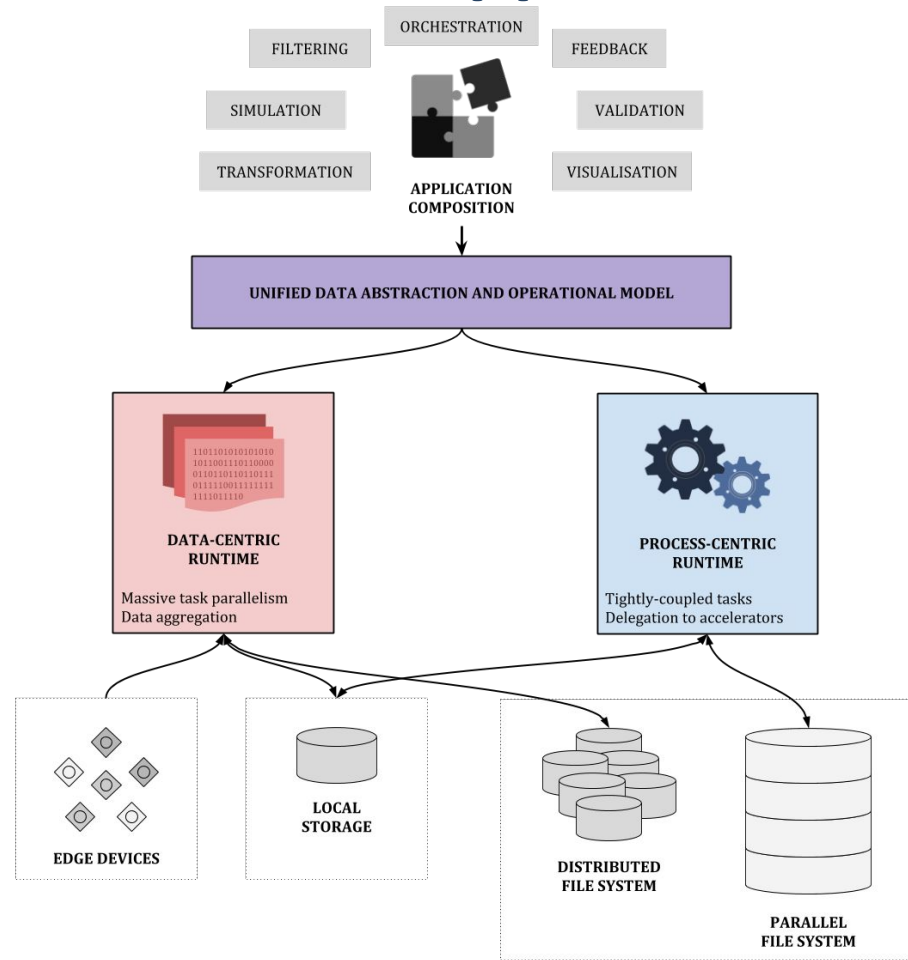 ORCHESTRATION
FILTERING
FEEDBACK
SIMULATION
VALIDATION
TRANSFORMATION
VISUALISATION
APPLICATION
COMPOSITION
UNIFIED DATA ABSTRACTION AND OPERATIONAL MODEL
1101101010101010
1011001110110000
0110110110110111
0111110011111111
1111011110
DATA-CENTRIC
RUNTIME
Massive task parallelism
Data aggregation
PROCESS-CENTRIC
RUNTIME
Tightly-coupled tasks
Delegation to accelerators
EDGE DEVICES
LOCAL
STORAGE
DISTRIBUTED
FILE SYSTEM
PARALLEL
FILE SYSTEM